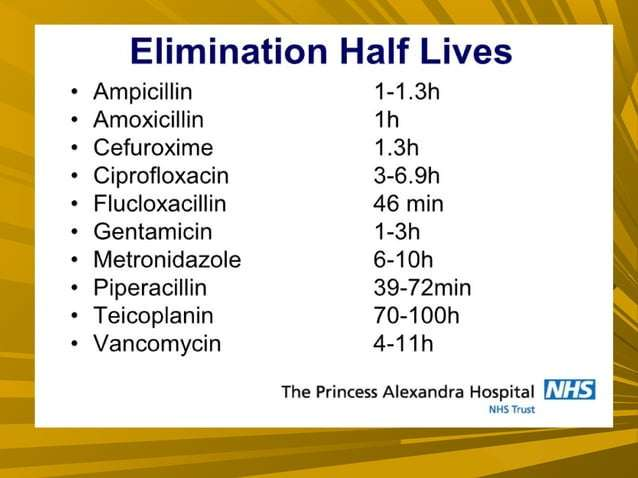 Elimination Half Lives
• Ampicillin 1-1.3h
• Amoxicillin 1h
• Cefuroxime 1.3h
• Ciprofloxacin 3-6.9h
• Flucloxacillin 46 min
• Gentamicin 1-3h
• Metronidazole 6-10h
• Piperacillin 39-72min
• Teicoplanin 70-100h
• Vancomycin 4-11h
The Princess Alexandra Hospital NHS
NHS Trust